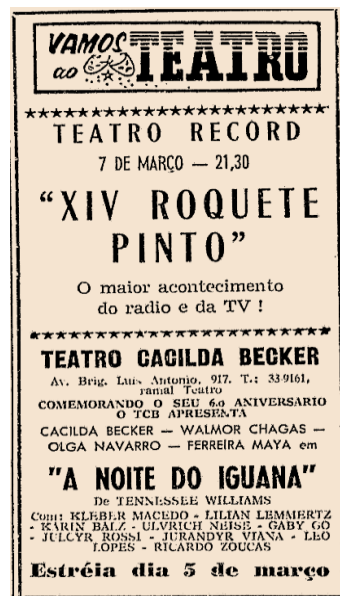 VAMOS
ao TEATRO
TEATRO RECORD
7 DE MARÇO — 21,30
“XIV ROQUETE
PINTO”
O maior acontecimento
do radio e da TV !
TEATRO CACILDA BECKER
Av. Brig. Luis Antonio, 917. T.: 33-9161,
ramal Teatro
COMEMORANDO O SEU 6.o ANIVERSARIO
O TCB APRESENTA
CACILDA BECKER — WALMOR CHAGAS —
OLGA NAVARRO — FERREIRA MAYA em
"A NOITE DO IGUANA"
De TENNESSEE WILLIAMS
Com: KLEBER MACEDO - LILIAN LEMMERTZ
- KARIN BALZ - ULVRICH NEISE - GABY GO
- JULCYR ROSSI - JURANDYR VIANA - LEO
LOPES - RICARDO ZOUCAS
Estréia dia 5 de março